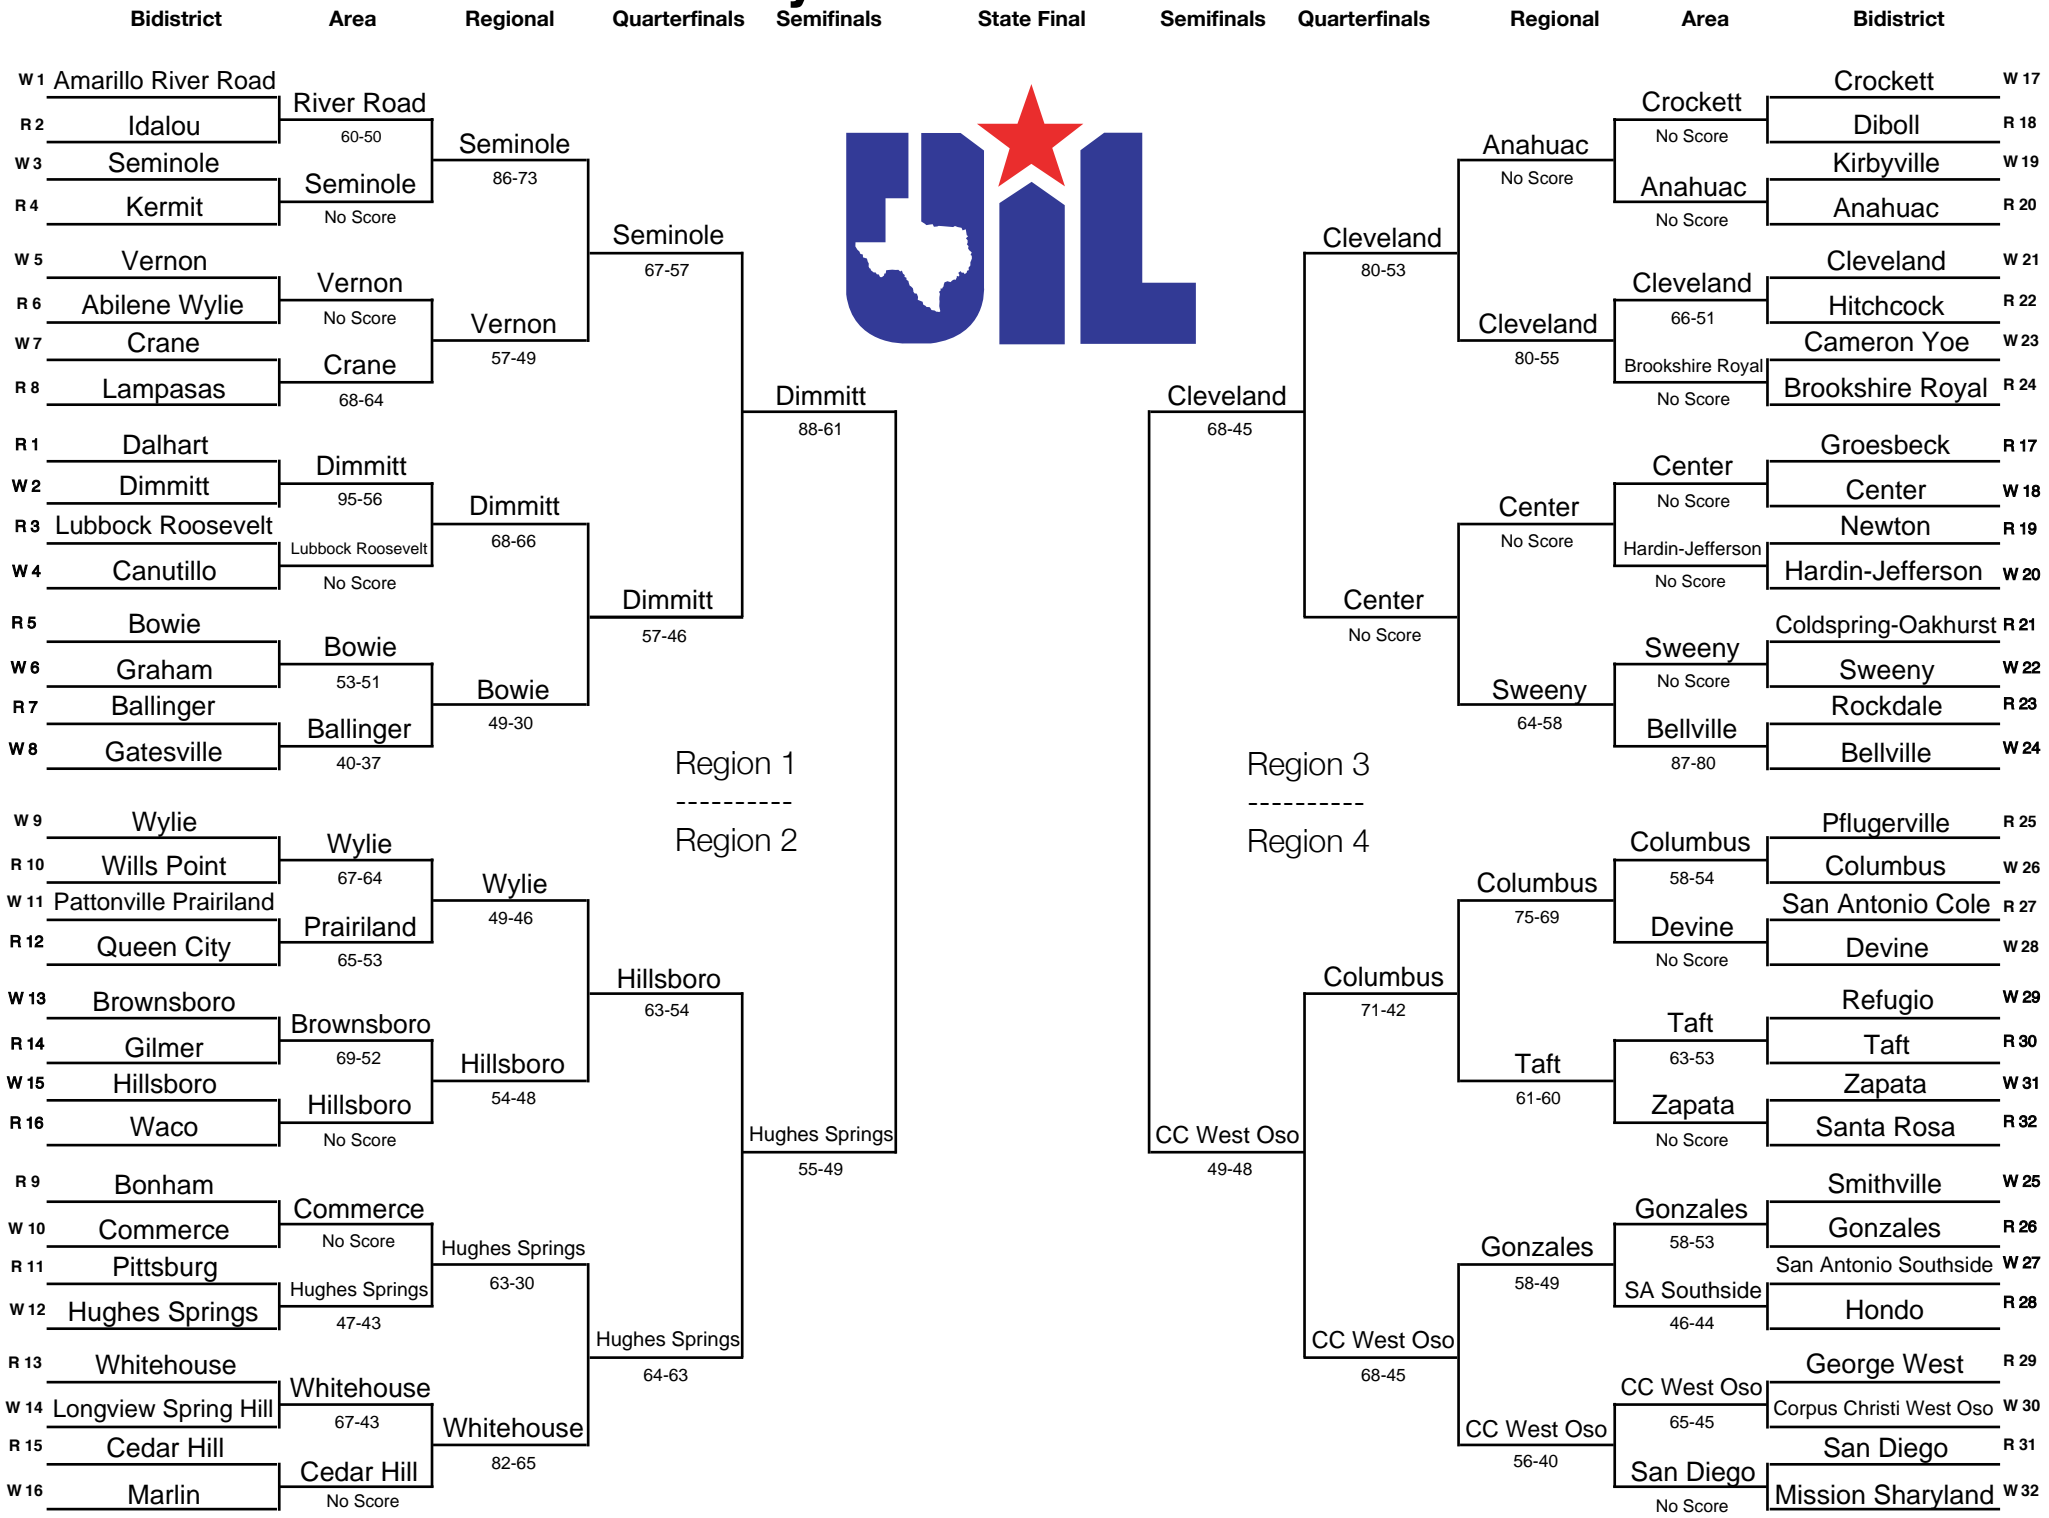 y
Bidistrict Area Regional Quarterfinals Semifinals State Final Semifinals Quarterfinals Regional Area Bidistrict
W 1 Amarillo River Road
River Road
R 2 Idalou
60-50
Seminole
W 3 Seminole
86-73
Seminole
R 4 Kermit
No Score
Seminole
W 5 Vernon
67-57
Vernon
R 6 Abilene Wylie
No Score
Vernon
W 7 Crane
57-49
Crane
R 8 Lampasas
68-64
Dimmitt
88-61
R 1 Dalhart
Dimmitt
W 2 Dimmitt
95-56
Dimmitt
R 3 Lubbock Roosevelt
68-66
Lubbock Roosevelt
W 4 Canutillo
No Score
Dimmitt
R 5 Bowie
57-46
Bowie
W 6 Graham
53-51
Bowie
R 7 Ballinger
49-30
Ballinger
W 8 Gatesville
40-37
Region 1
----------
Region 2
W 9 Wylie
Wylie
R 10 Wills Point
67-64
Wylie
W 11 Pattonville Prairiland
49-46
Prairiland
R 12 Queen City
65-53
Hillsboro
W 13 Brownsboro
63-54
Brownsboro
R 14 Gilmer
69-52
Hillsboro
W 15 Hillsboro
54-48
Hillsboro
R 16 Waco
No Score
Hughes Springs
55-49
R 9 Bonham
Commerce
W 10 Commerce
No Score
Hughes Springs
R 11 Pittsburg
63-30
Hughes Springs
W 12 Hughes Springs
47-43
Hughes Springs
R 13 Whitehouse
64-63
Whitehouse
W 14 Longview Spring Hill
67-43
Whitehouse
R 15 Cedar Hill
82-65
Cedar Hill
W 16 Marlin
No Score
UIL
Crockett W 17
Crockett
Diboll R 18
No Score
Anahuac
Kirbyville W 19
No Score
Anahuac
Anahuac R 20
No Score
Cleveland
Cleveland W 21
80-53
Cleveland
Hitchcock R 22
66-51
Cleveland
Cameron Yoe W 23
80-55
Brookshire Royal
Brookshire Royal R 24
No Score
Cleveland
68-45
Groesbeck R 17
Center
Center W 18
No Score
Center
Newton R 19
No Score
Hardin-Jefferson
Hardin-Jefferson W 20
No Score
Center
Coldspring-Oakhurst R 21
No Score
Sweeny
Sweeny W 22
No Score
Sweeny
Rockdale R 23
64-58
Bellville
Bellville W 24
87-80
Region 3
----------
Region 4
Pflugerville R 25
Columbus
Columbus W 26
58-54
Columbus
San Antonio Cole R 27
75-69
Devine
Devine W 28
No Score
Columbus
Refugio W 29
71-42
Taft
Taft R 30
63-53
Taft
Zapata W 31
61-60
Zapata
Santa Rosa R 32
No Score
CC West Oso
49-48
Smithville W 25
Gonzales
Gonzales R 26
58-53
Gonzales
San Antonio Southside W 27
58-49
SA Southside
Hondo R 28
46-44
CC West Oso
George West R 29
68-45
CC West Oso
Corpus Christi West Oso W 30
65-45
CC West Oso
San Diego R 31
56-40
San Diego
Mission Sharyland W 32
No Score